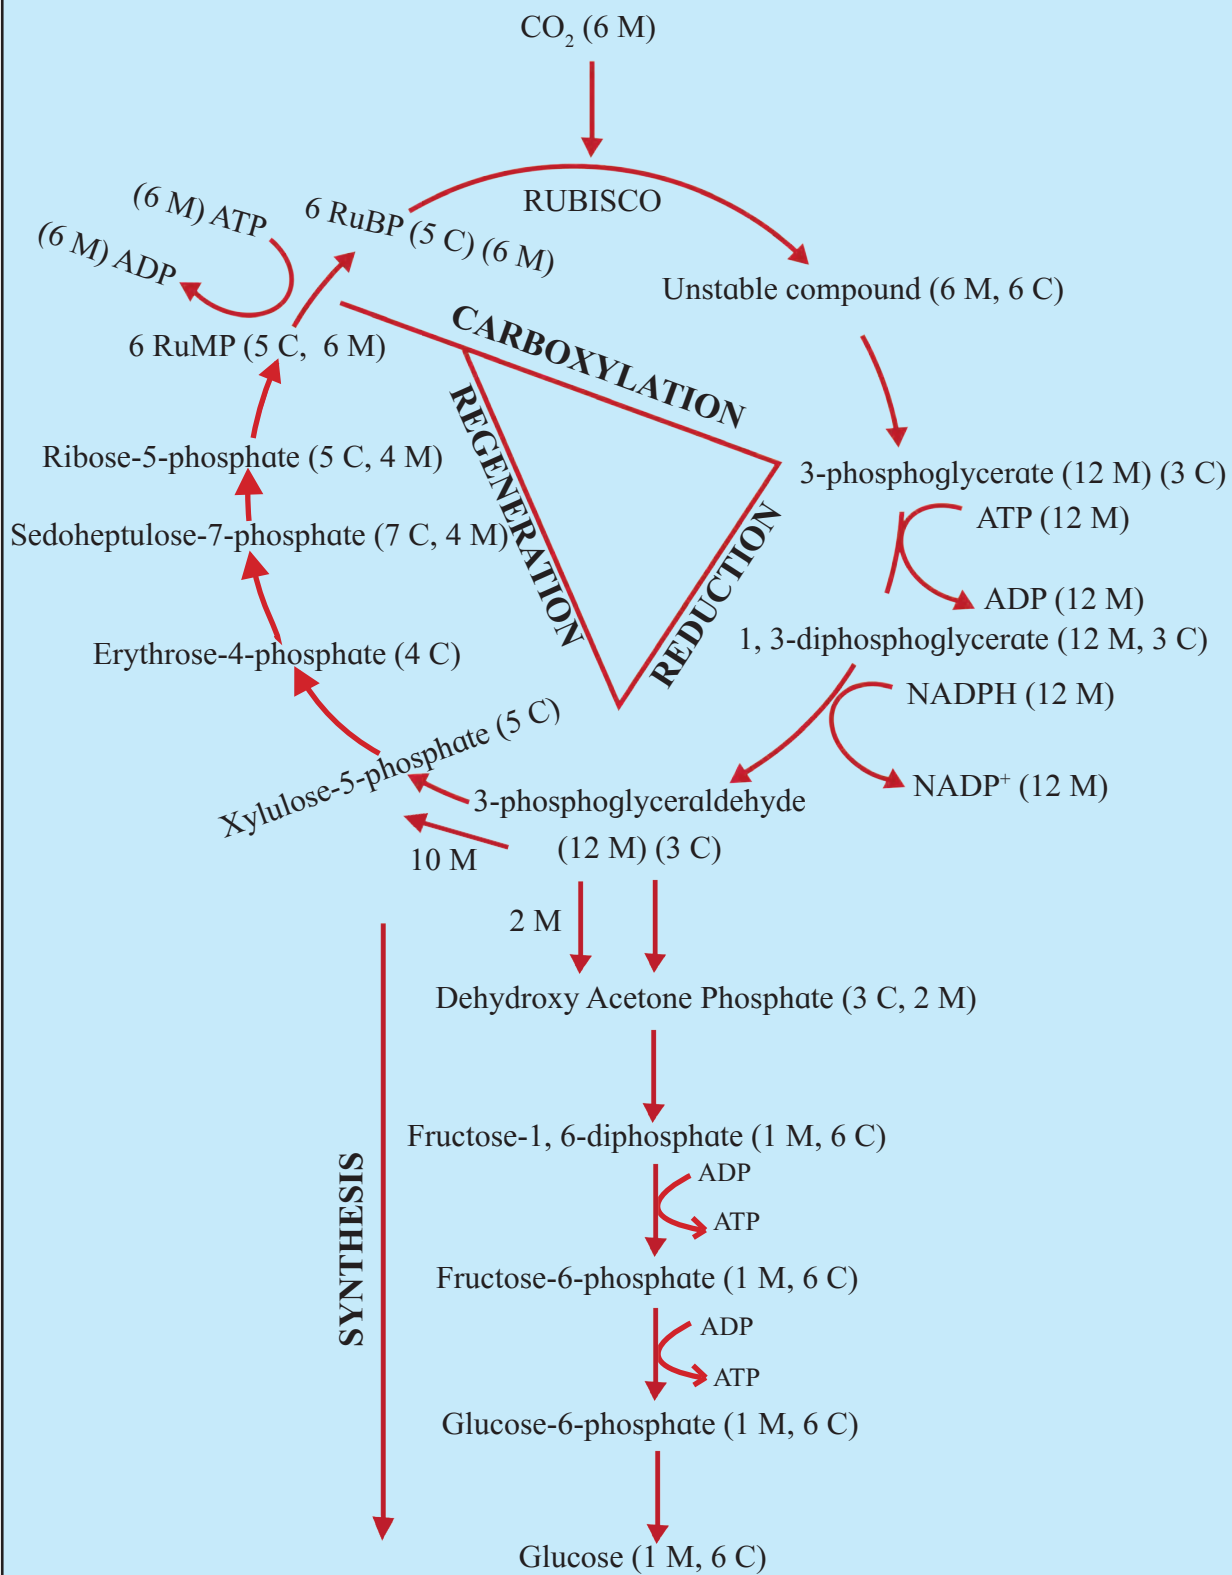 CO2 (6 M)
RUBISCO
(6 M) ATP
(6 M) ADP
6 RuBP (5 C) (6 M)
Unstable compound (6 M, 6 C)
6 RuMP (5 C, 6 M)
CARBOXYLATION
REGENERATION
REDUCTION
Ribose-5-phosphate (5 C, 4 M)
3-phosphoglycerate (12 M) (3 C)
ATP (12 M)
Sedoheptulose-7-phosphate (7 C, 4 M)
ADP (12 M)
1, 3-diphosphoglycerate (12 M, 3 C)
Erythrose-4-phosphate (4 C)
NADPH (12 M)
Xylulose-5-phosphate (5 C)
NADP+ (12 M)
3-phosphoglyceraldehyde
(12 M) (3 C)
10 M
2 M
Dehydroxy Acetone Phosphate (3 C, 2 M)
Fructose-1, 6-diphosphate (1 M, 6 C)
ADP
ATP
SYNTHESIS
Fructose-6-phosphate (1 M, 6 C)
ADP
ATP
Glucose-6-phosphate (1 M, 6 C)
Glucose (1 M, 6 C)